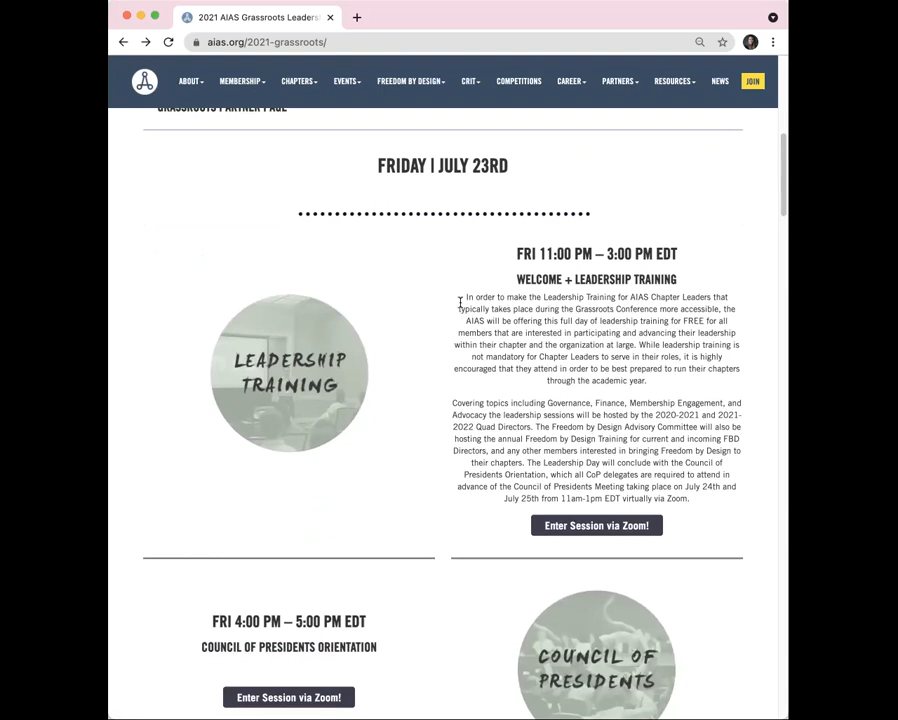 2021 AIAS Grassroots Leaders
aias.org/2021-grassroots/
ABOUT MEMBERSHIP CHAPTERS EVENTS FREEDOM BY DESIGN CRIT COMPETITIONS CAREER PARTNERS RESOURCES NEWS JOIN
GRASSROOTS PARTNER PAGE
FRIDAY | JULY 23RD
FRI 11:00 PM – 3:00 PM EDT
WELCOME + LEADERSHIP TRAINING
In order to make the Leadership Training for AIAS Chapter Leaders that
typically takes place during the Grassroots Conference more accessible, the
AIAS will be offering this full day of leadership training for FREE for all
members that are interested in participating and advancing their leadership
within their chapter and the organization at large. While leadership training is
not mandatory for Chapter Leaders to serve in their roles, it is highly
encouraged that they attend in order to be best prepared to run their chapters
through the academic year.
Covering topics including Governance, Finance, Membership Engagement, and
Advocacy the leadership sessions will be hosted by the 2020-2021 and 2021-
2022 Quad Directors. The Freedom by Design Advisory Committee will also be
hosting the annual Freedom by Design Training for current and incoming FBD
Directors, and any other members interested in bringing Freedom by Design to
their chapters. The Leadership Day will conclude with the Council of
Presidents Orientation, which all CoP delegates are required to attend in
advance of the Council of Presidents Meeting taking place on July 24th and
July 25th from 11am-1pm EDT virtually via Zoom.
Enter Session via Zoom!
LEADERSHIP
TRAINING
FRI 4:00 PM – 5:00 PM EDT
COUNCIL OF PRESIDENTS ORIENTATION
Enter Session via Zoom!
COUNCIL OF
PRESIDENTS